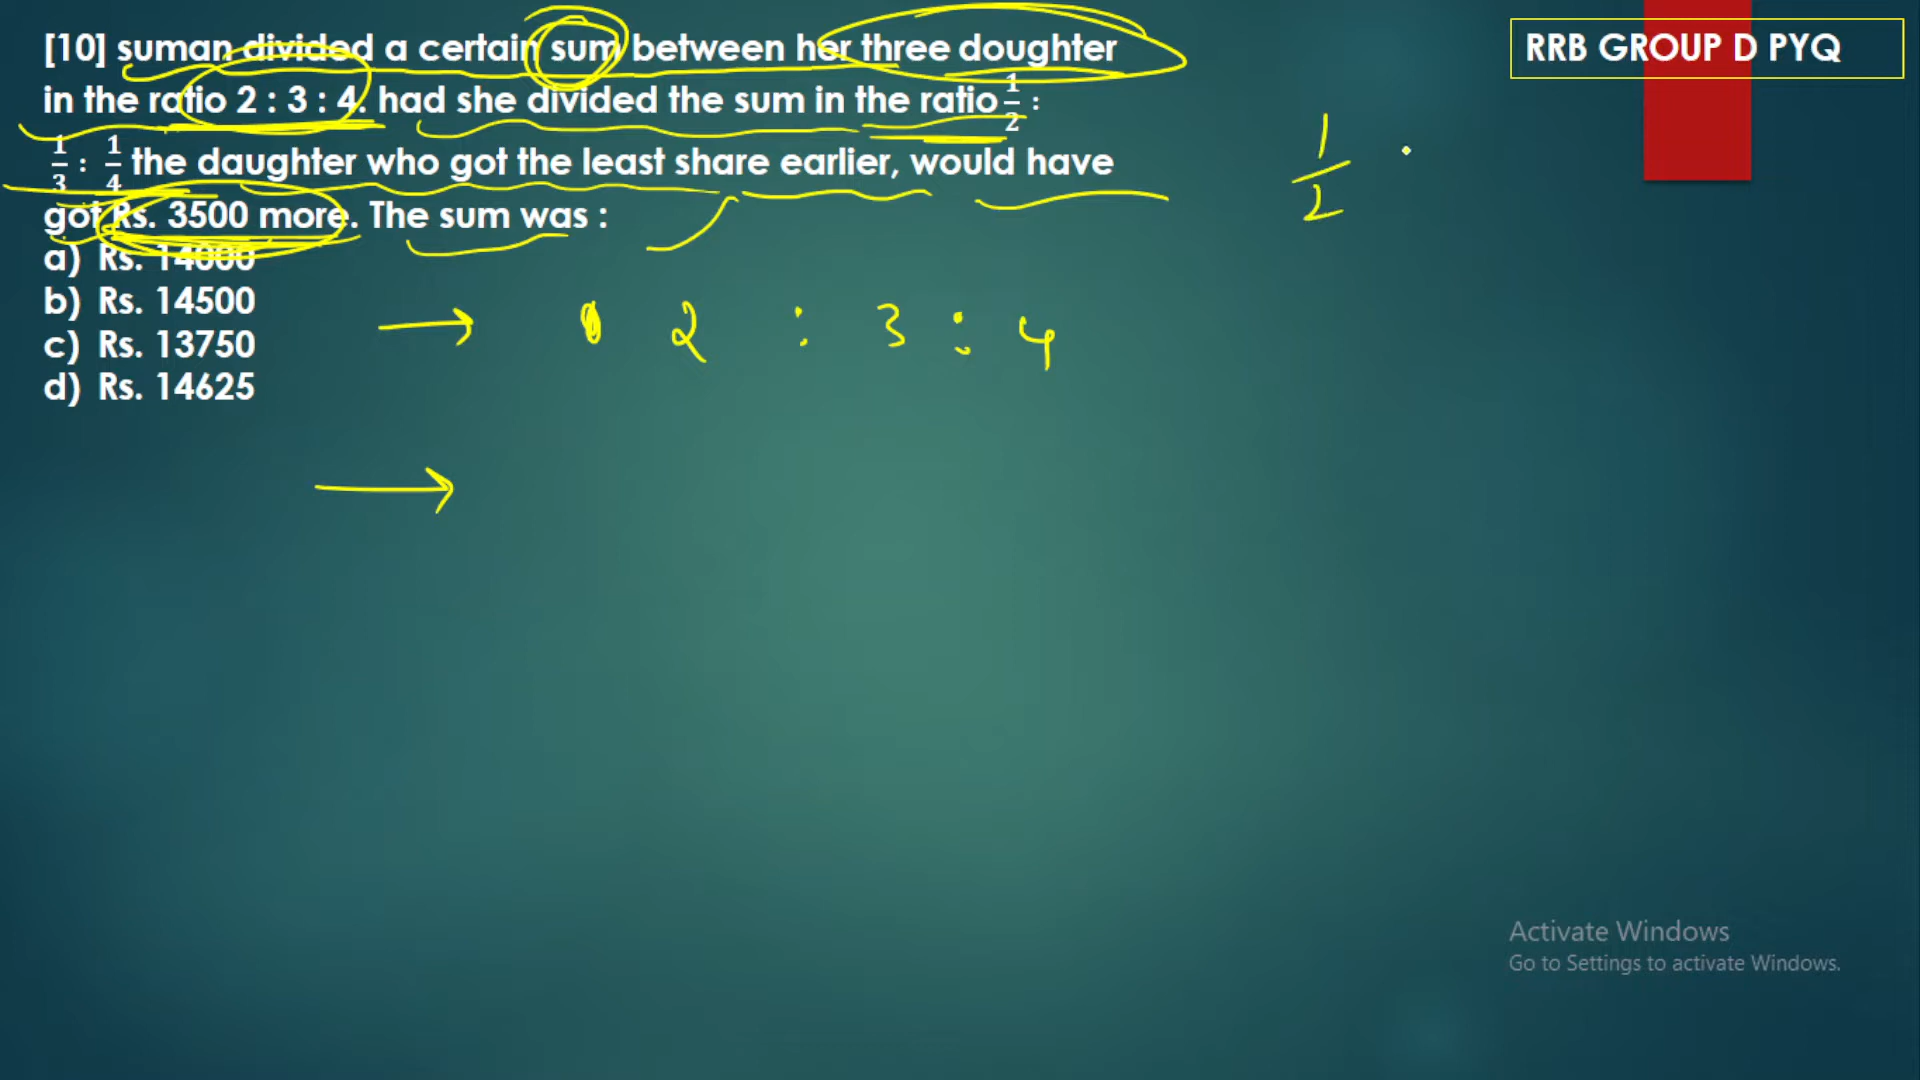 [10] suman divided a certain sum between her three doughter
in the ratio 2 : 3 : 4. had she divided the sum in the ratio 1/2 :
1/3 : 1/4 the daughter who got the least share earlier, would have
got Rs. 3500 more. The sum was :
a) Rs. 14000
b) Rs. 14500
c) Rs. 13750
d) Rs. 14625
RRB GROUP D PYQ
1/2
2 : 3 : 4
Activate Windows
Go to Settings to activate Windows.